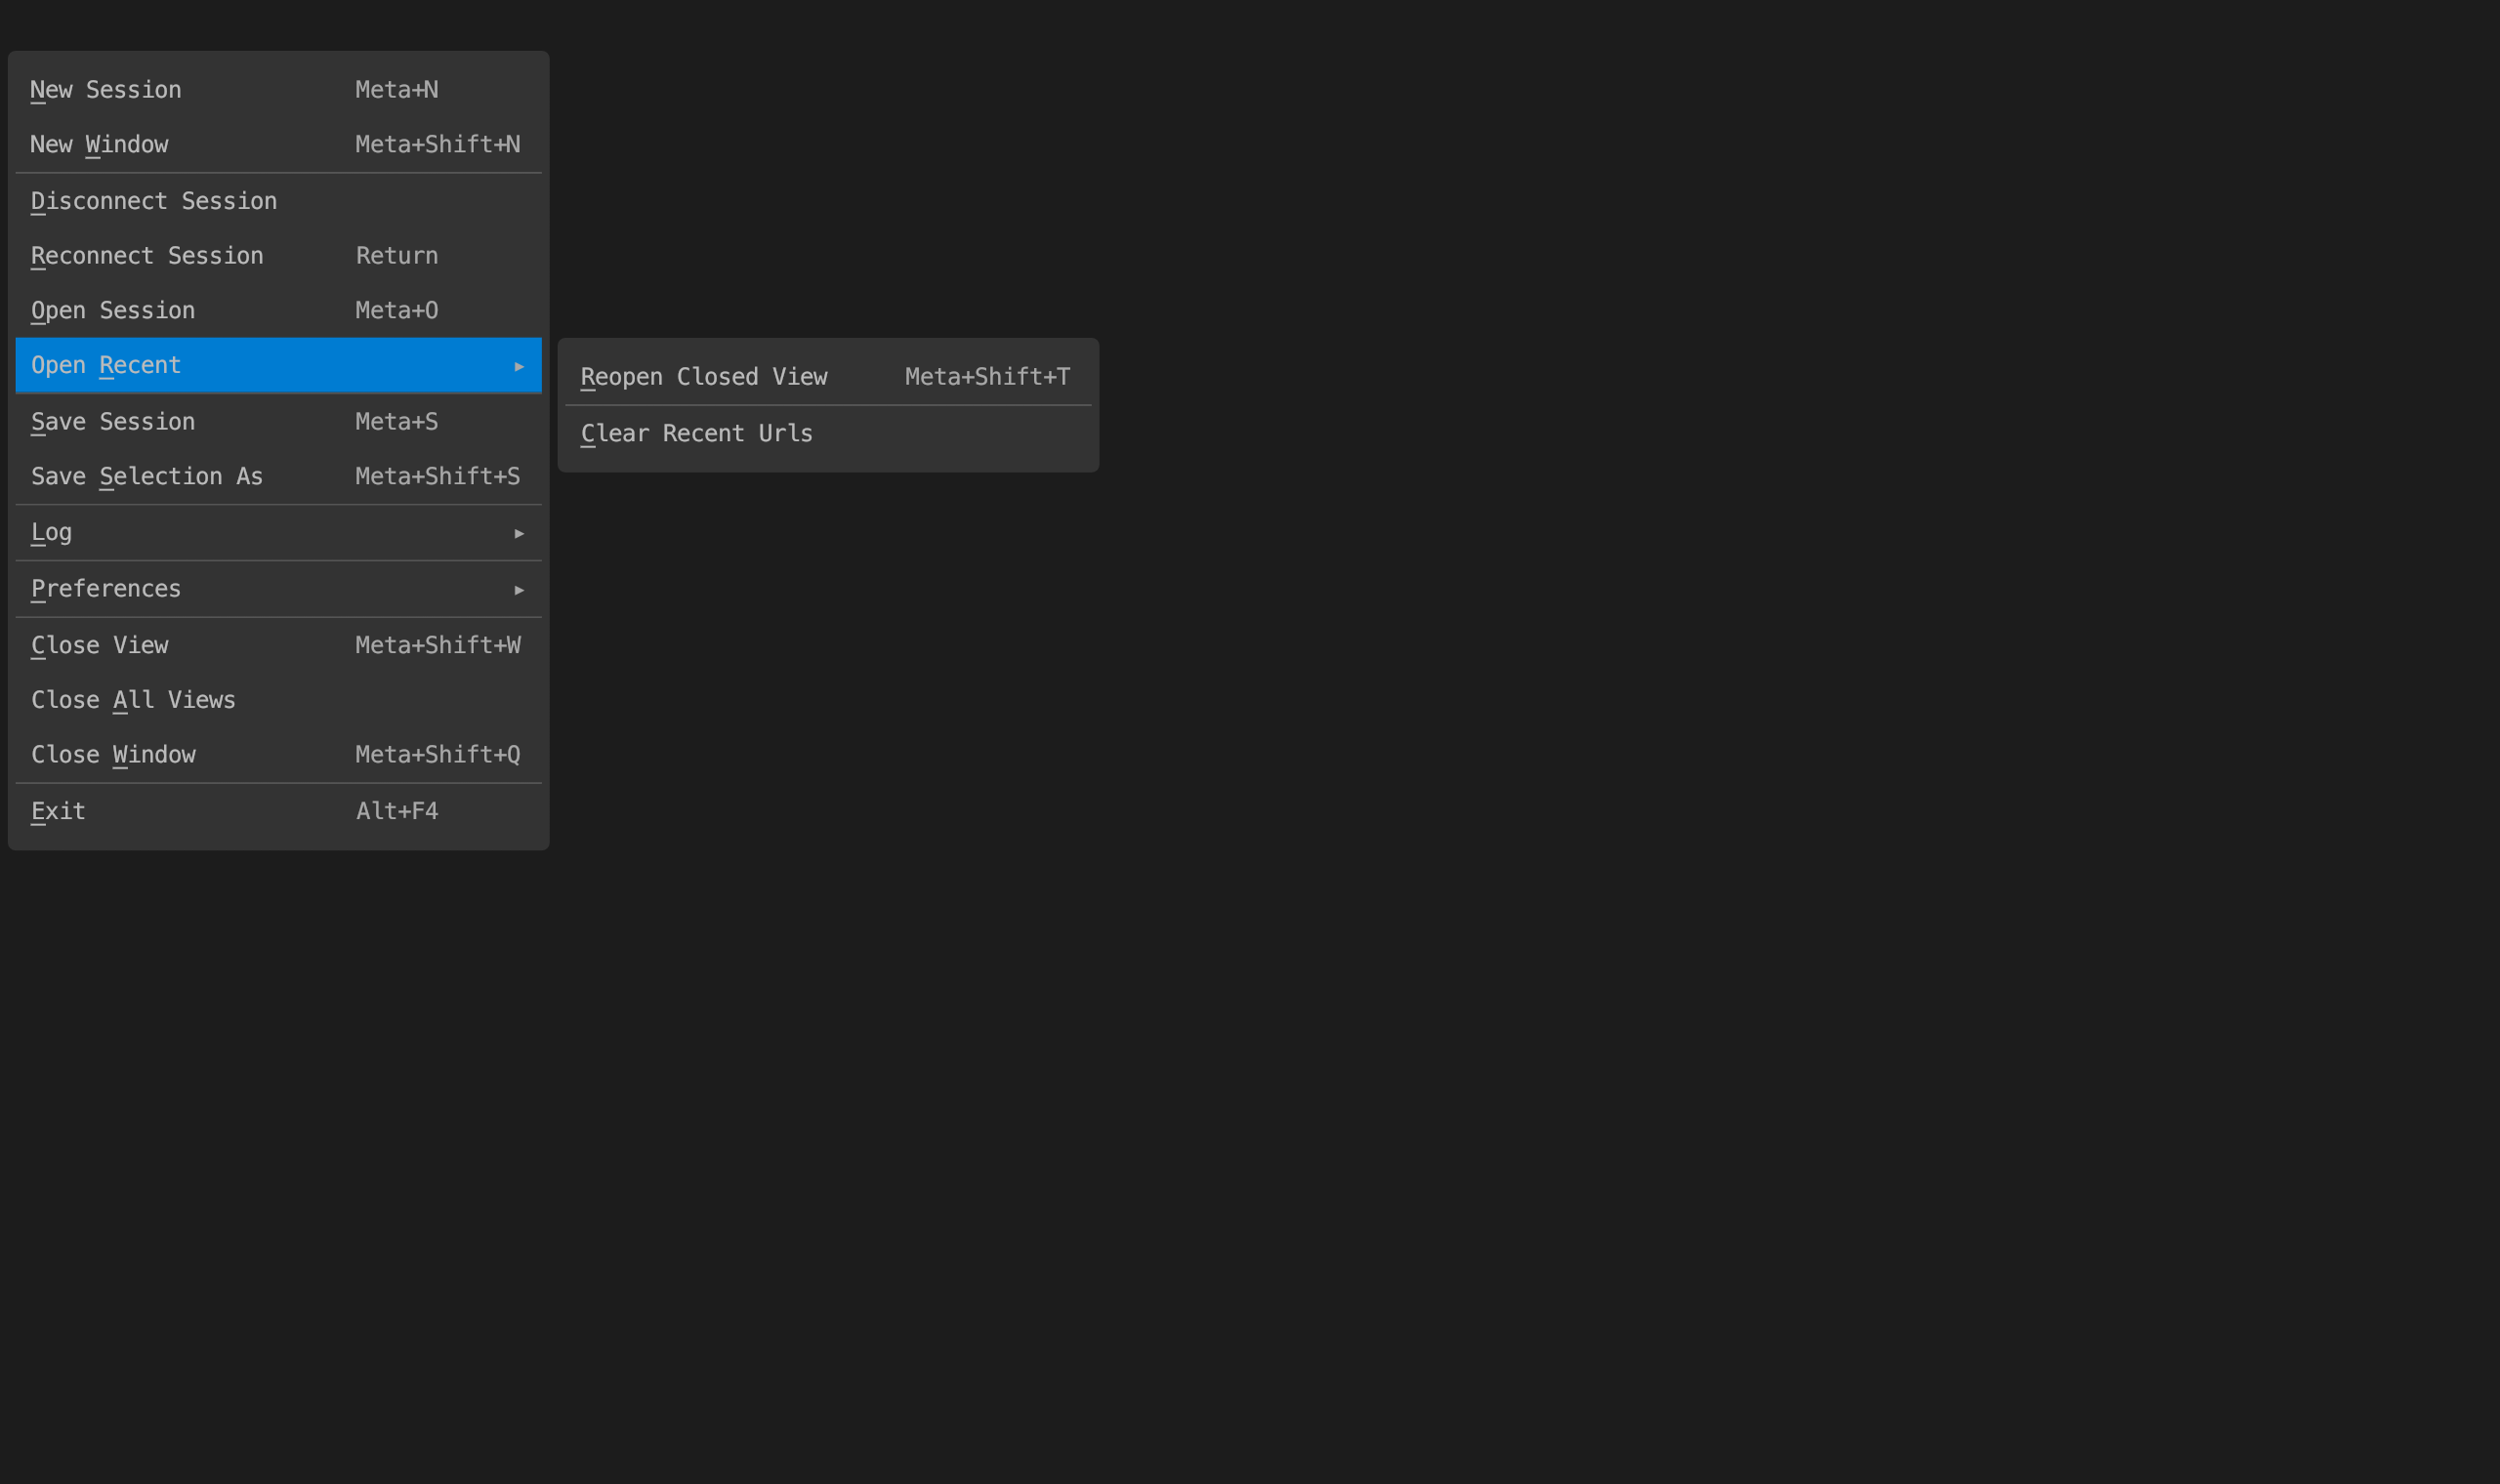 New Session Meta+N
New Window Meta+Shift+N
Disconnect Session
Reconnect Session Return
Open Session Meta+O
Open Recent ▸
Save Session Meta+S
Save Selection As Meta+Shift+S
Log ▸
Preferences ▸
Close View Meta+Shift+W
Close All Views
Close Window Meta+Shift+Q
Exit Alt+F4
Reopen Closed View Meta+Shift+T
Clear Recent Urls